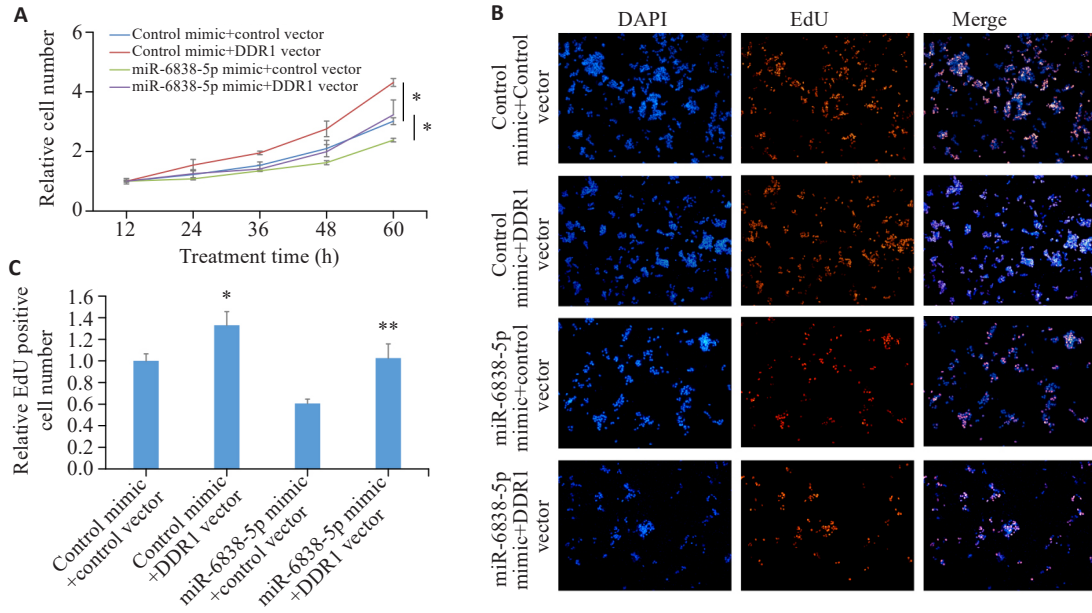 A
Relative cell number
6
4
2
0
Control mimic+control vector
Control mimic+DDR1 vector
miR-6838-5p mimic+control vector
miR-6838-5p mimic+DDR1 vector
*
*
12 24 36 48 60
Treatment time (h)
B
DAPI EdU Merge
Control
mimic+Control
vector
Control
mimic+DDR1
vector
miR-6838-5p
mimic+control
vector
miR-6838-5p
mimic+DDR1
vector
C
Relative EdU positive
cell number
1.6
1.4
1.2
1.0
0.8
0.6
0.4
0.2
0.0
*
**
Control mimic
+control vector
Control mimic
+DDR1 vector
miR-6838-5p mimic
+control vector
miR-6838-5p mimic
+DDR1 vector